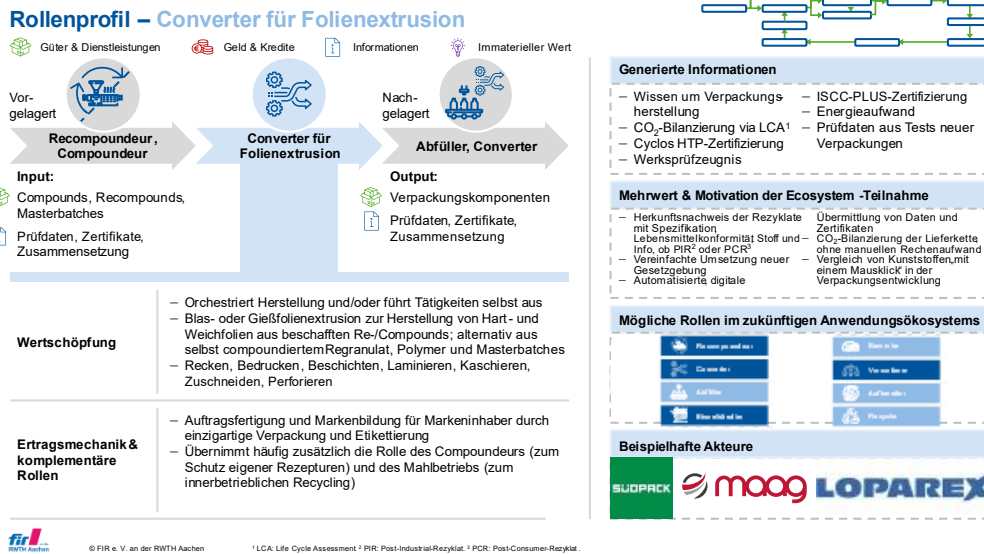 Rollenprofil – Converter für Folienextrusion
Güter & Dienstleistungen
Geld & Kredite
Informationen
Immaterieller Wert
Vor-
gelagert
Nach-
gelagert
Recompoundeur,
Compoundeur
Converter für
Folienextrusion
Abfüller, Converter
Input:
Compounds, Recompounds,
Masterbatches
Prüfdaten, Zertifikate,
Zusammensetzung
Output:
Verpackungskomponenten
Prüfdaten, Zertifikate,
Zusammensetzung
Wertschöpfung
– Orchestriert Herstellung und/oder führt Tätigkeiten selbst aus
– Blas- oder Gießfolienextrusion zur Herstellung von Hart- und
Weichfolien aus beschafften Re-/Compounds; alternativ aus
selbst compoundiertem Regranulat, Polymer und Masterbatches
– Recken, Bedrucken, Beschichten, Laminieren, Kaschieren,
Zuschneiden, Perforieren
Ertragsmechanik &
komplementäre
Rollen
– Auftragsfertigung und Markenbildung für Markeninhaber durch
einzigartige Verpackung und Etikettierung
– Übernimmt häufig zusätzlich die Rolle des Compoundeurs (zum
Schutz eigener Rezepturen) und des Mahlbetriebs (zum
innerbetrieblichen Recycling)
Generierte Informationen
– Wissen um Verpackungs-
herstellung
– CO2-Bilanzierung via LCA¹
– Cyclos HTP-Zertifizierung
– Werksprüfzeugnis
– ISCC-PLUS-Zertifizierung
– Energieaufwand
– Prüfdaten aus Tests neuer
Verpackungen
Mehrwert & Motivation der Ecosystem-Teilnahme
– Herkunftsnachweis der Rezyklate
mit Spezifikation,
Lebensmittelkonformität, Stoff und
Info, ob PIR² oder PCR³
– Vereinfachte Umsetzung neuer
Gesetzgebung
– Automatisierte, digitale
Übermittlung von Daten und
Zertifikaten
– CO2-Bilanzierung der Lieferkette,
ohne manuellen Rechenaufwand
– Vergleich von Kunststoffen „mit
einem Mausklick“ in der
Verpackungsentwicklung
Mögliche Rollen im zukünftigen Anwendungsökosystems
Beispielhafte Akteure
SÜDPACK
maag
LOPAREX
fir
RWTH Aachen
© FIR e. V. an der RWTH Aachen
¹ LCA: Life Cycle Assessment ² PIR: Post-Industrial-Rezyklat. ³ PCR: Post-Consumer-Rezyklat.